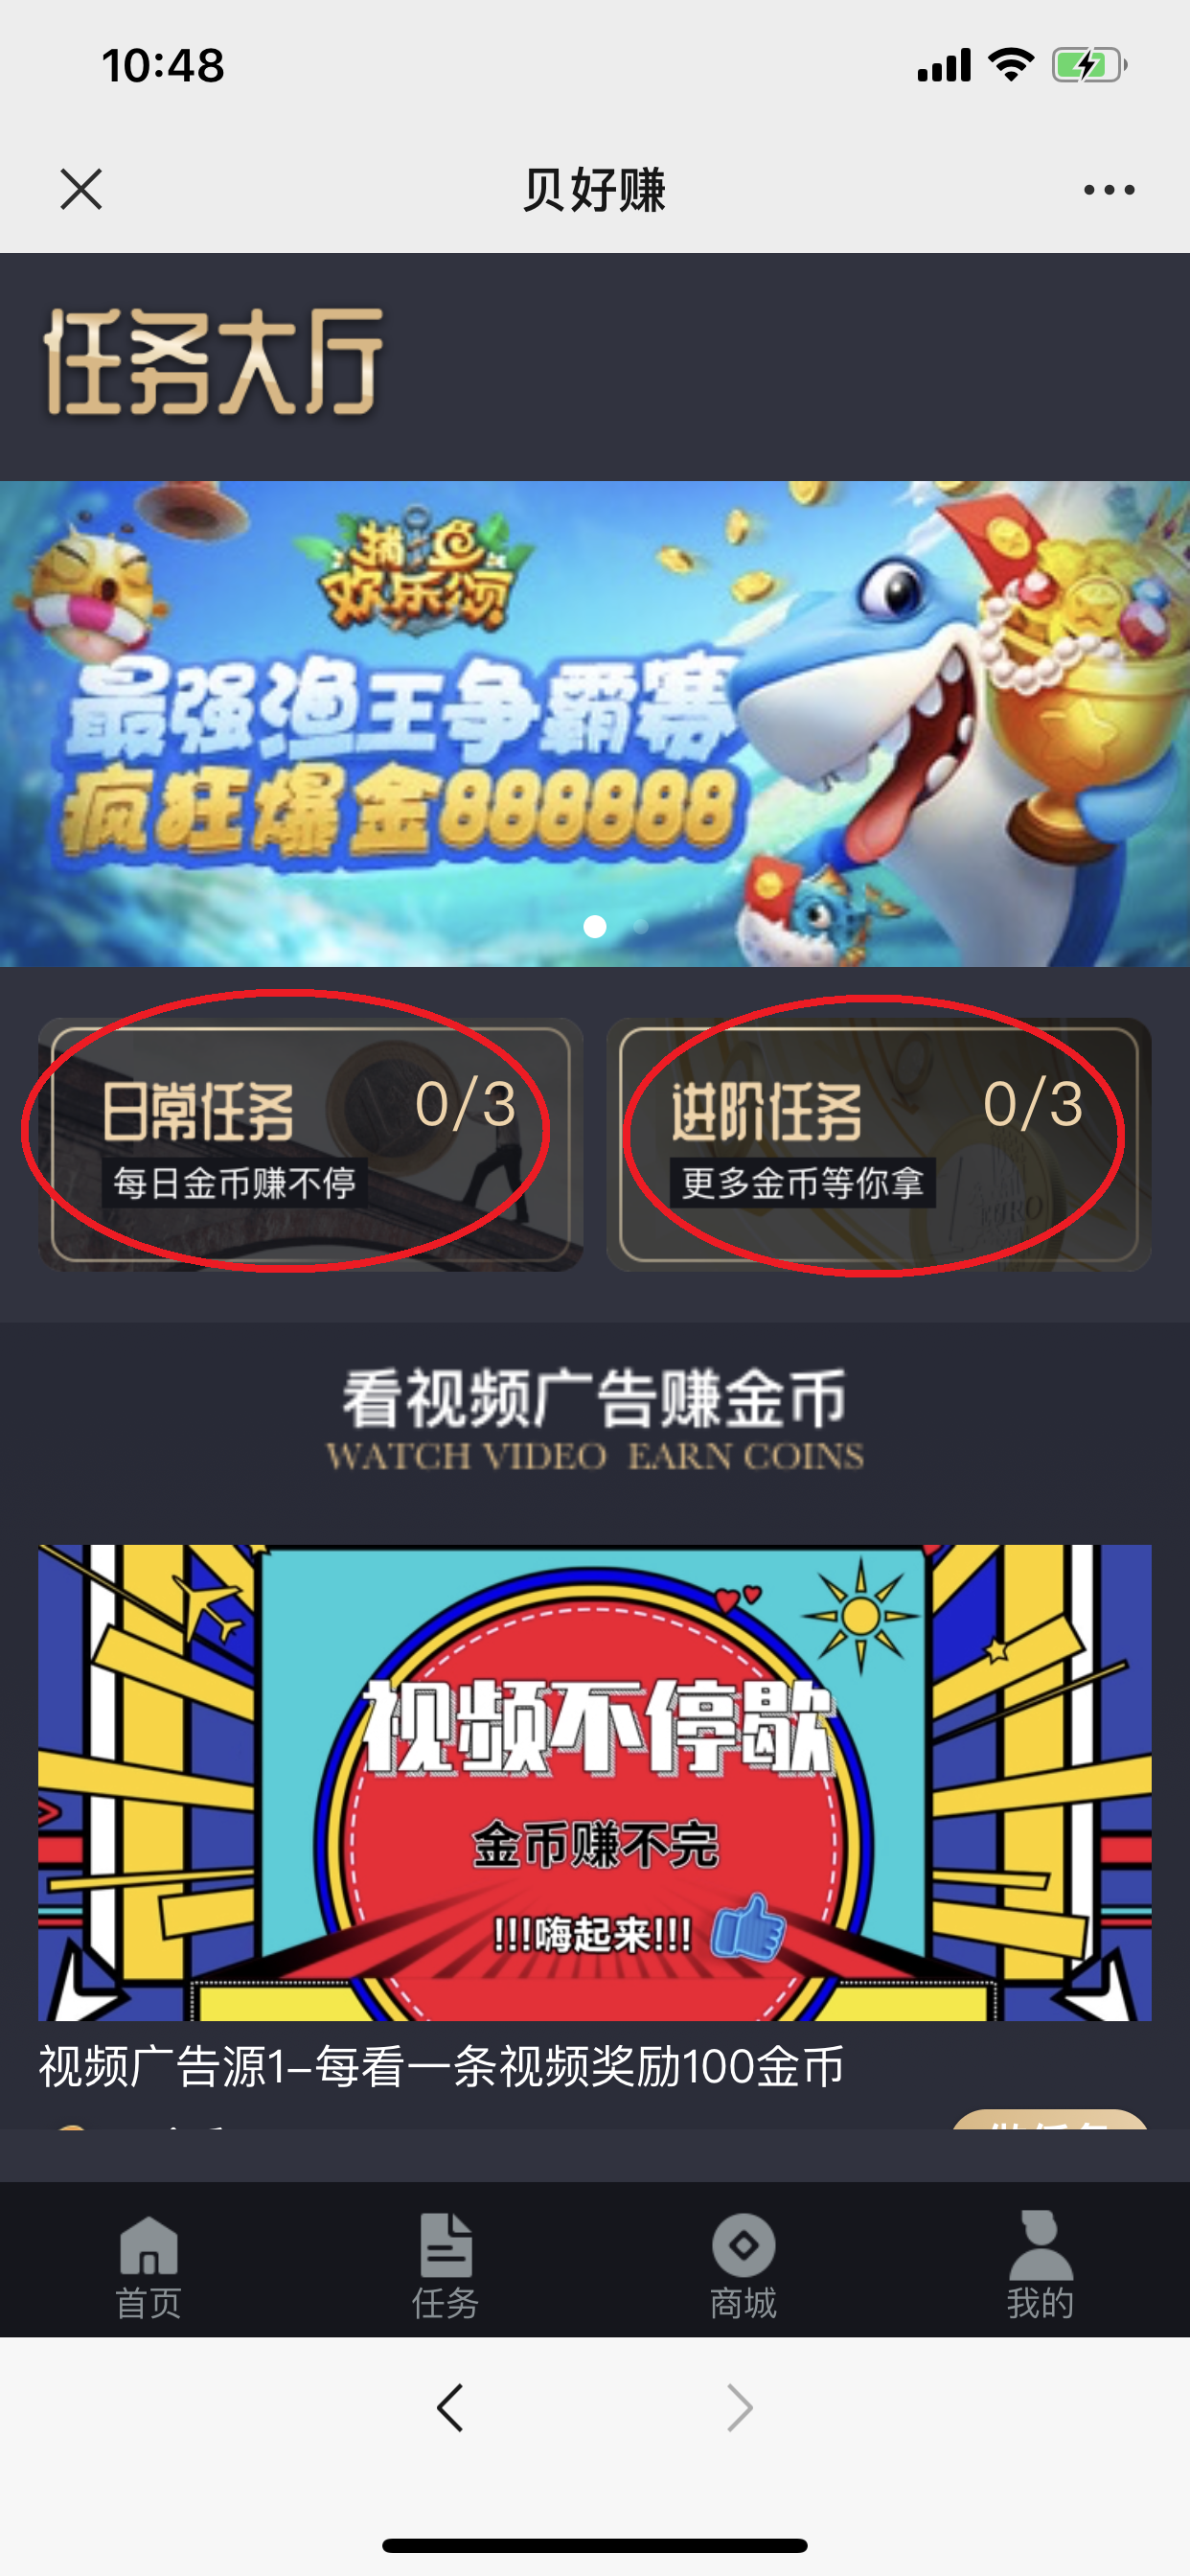 10:48
贝好赚
任务大厅
捕鱼
欢乐颂
最强渔王争霸赛
疯狂爆金888888
日常任务 0/3
每日金币赚不停
进阶任务 0/3
更多金币等你拿
EURO
看视频广告赚金币
WATCH VIDEO EARN COINS
视频不停歇
金币赚不完
!!!嗨起来!!!
视频广告源1-每看一条视频奖励100金币
首页 任务 商城 我的